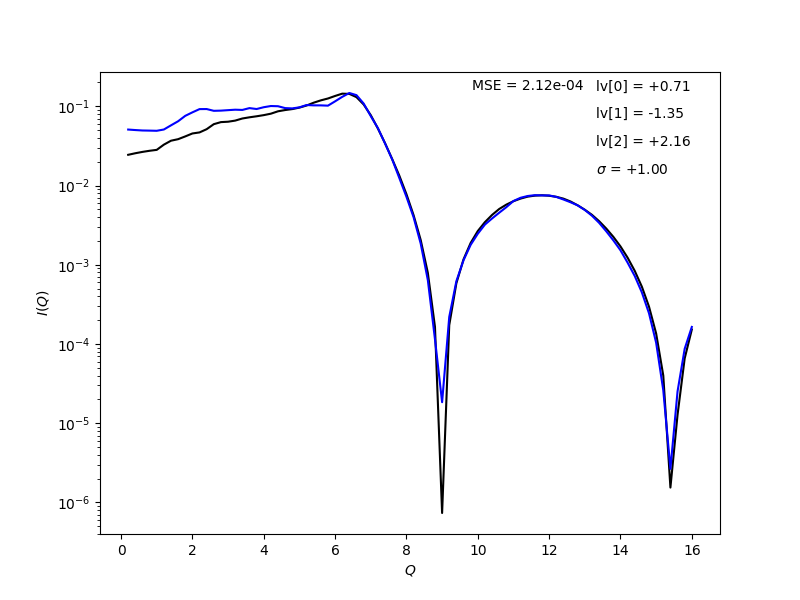 MSE = 2.12e-04
lv[0] = +0.71
lv[1] = -1.35
lv[2] = +2.16
σ = +1.00
10⁻¹
10⁻²
10⁻³
10⁻⁴
10⁻⁵
10⁻⁶
I(Q)
0 2 4 6 8 10 12 14 16
Q